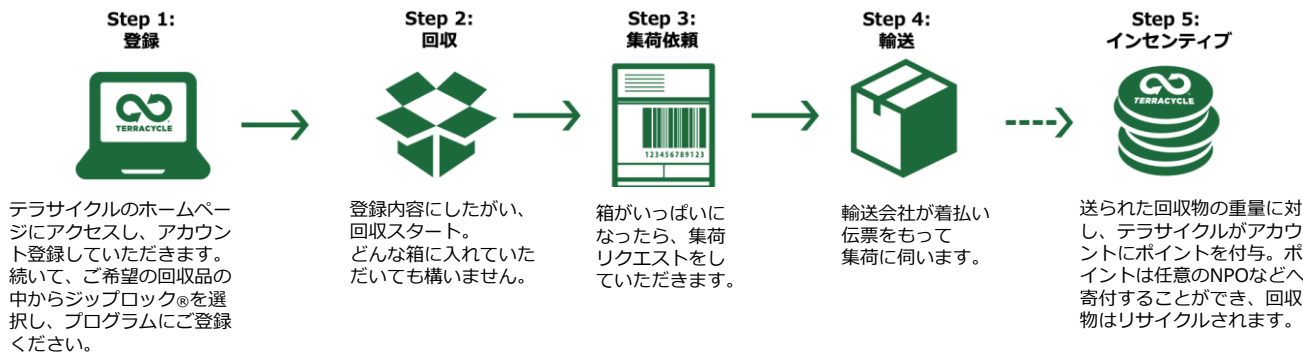 Step 1:
登録
TERRACYCLE
テラサイクルのホームペー
ジにアクセスし、アカウン
ト登録していただきます。
続いて、ご希望の回収品の
中からジップロック®を選
択し、プログラムにご登録
ください。
Step 2:
回収
登録内容にしたがい、
回収スタート。
どんな箱に入れていた
だいても構いません。
Step 3:
集荷依頼
123456789123
箱がいっぱいに
なったら、集荷
リクエストをし
ていただきます。
Step 4:
輸送
輸送会社が着払い
伝票をもって
集荷に伺います。
Step 5:
インセンティブ
TERRACYCLE
送られた回収物の重量に対
し、テラサイクルがアカウ
ントにポイントを付与。ポ
イントは任意のNPOなどへ
寄付することができ、回収
物はリサイクルされます。